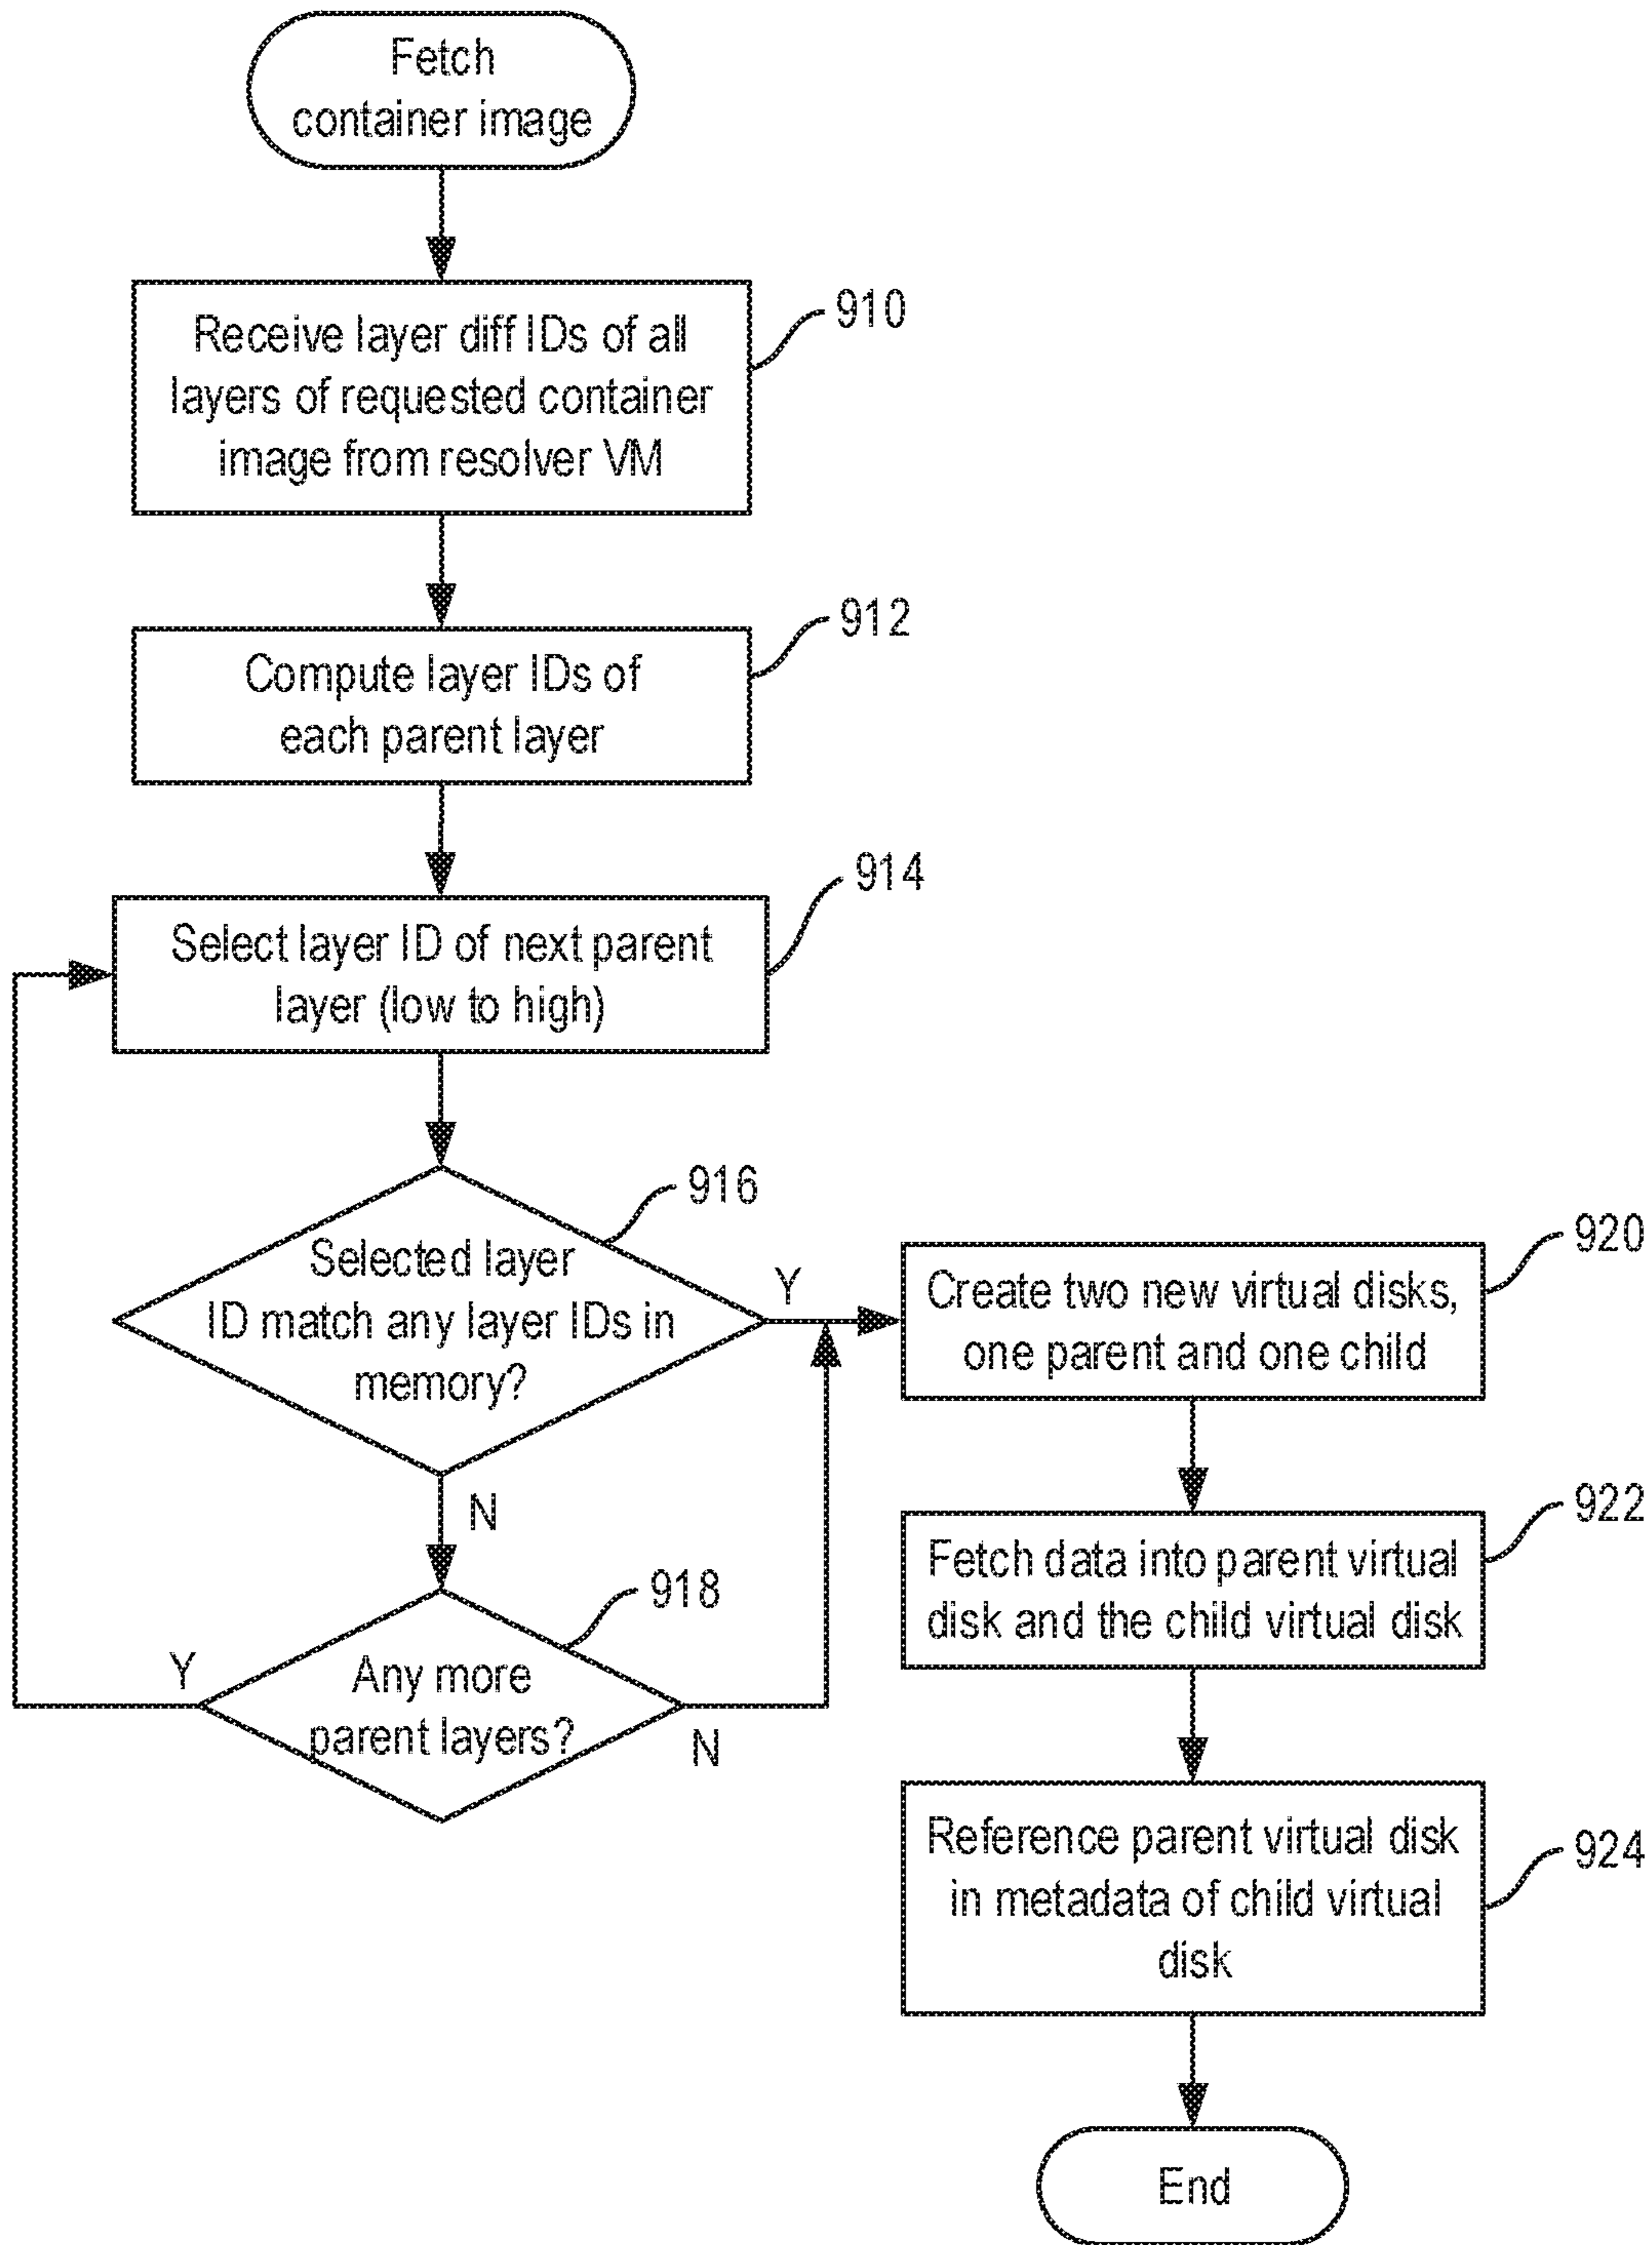 Fetch
container image
Receive layer diff IDs of all
layers of requested container
image from resolver VM
910
Compute layer IDs of
each parent layer
912
Select layer ID of next parent
layer (low to high)
914
Selected layer
ID match any layer IDs in
memory?
916
Y
N
Any more
parent layers?
918
Y
N
Create two new virtual disks,
one parent and one child
920
Fetch data into parent virtual
disk and the child virtual disk
922
Reference parent virtual disk
in metadata of child virtual
disk
924
End